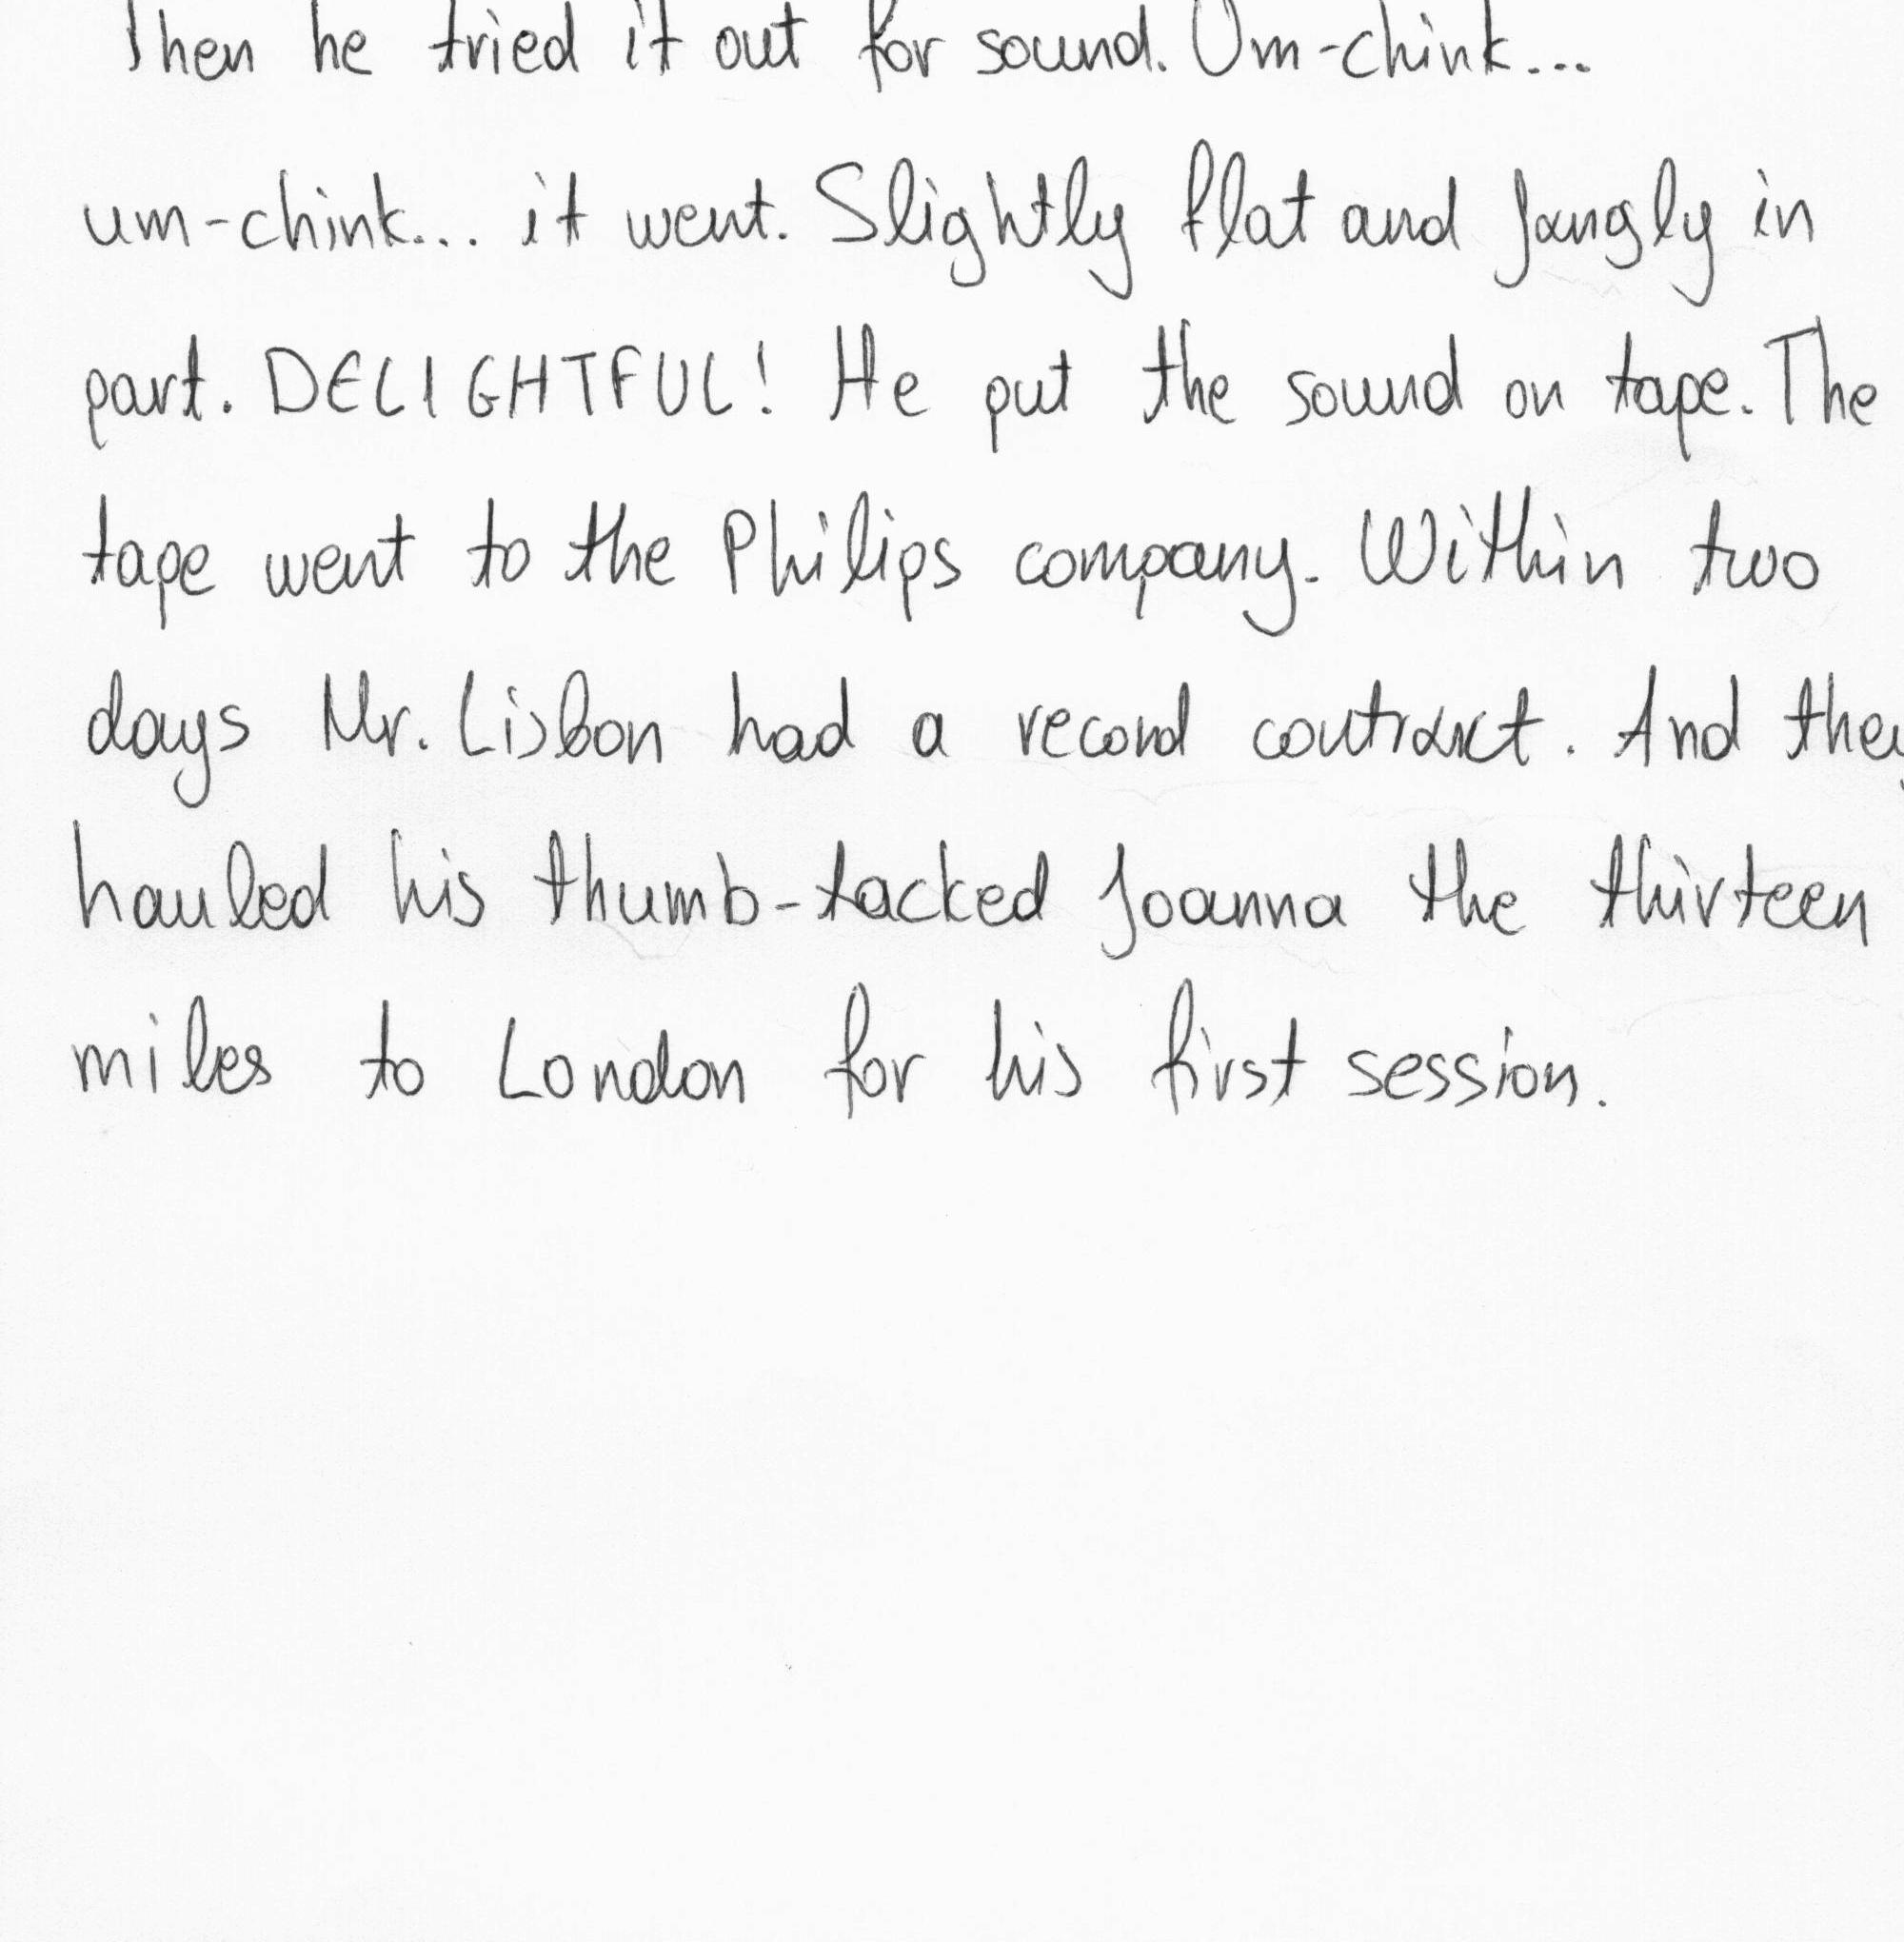 Then he tried it out for sound. Um-chink...
um-chink... it went. Slightly flat and jangly in
part. DELIGHTFUL! He put the sound on tape. The
tape went to the Philips company. Within two
days Mr. Lisbon had a record contract. And they
hauled his thumb-tacked Joanna the thirteen
miles to London for his first session.